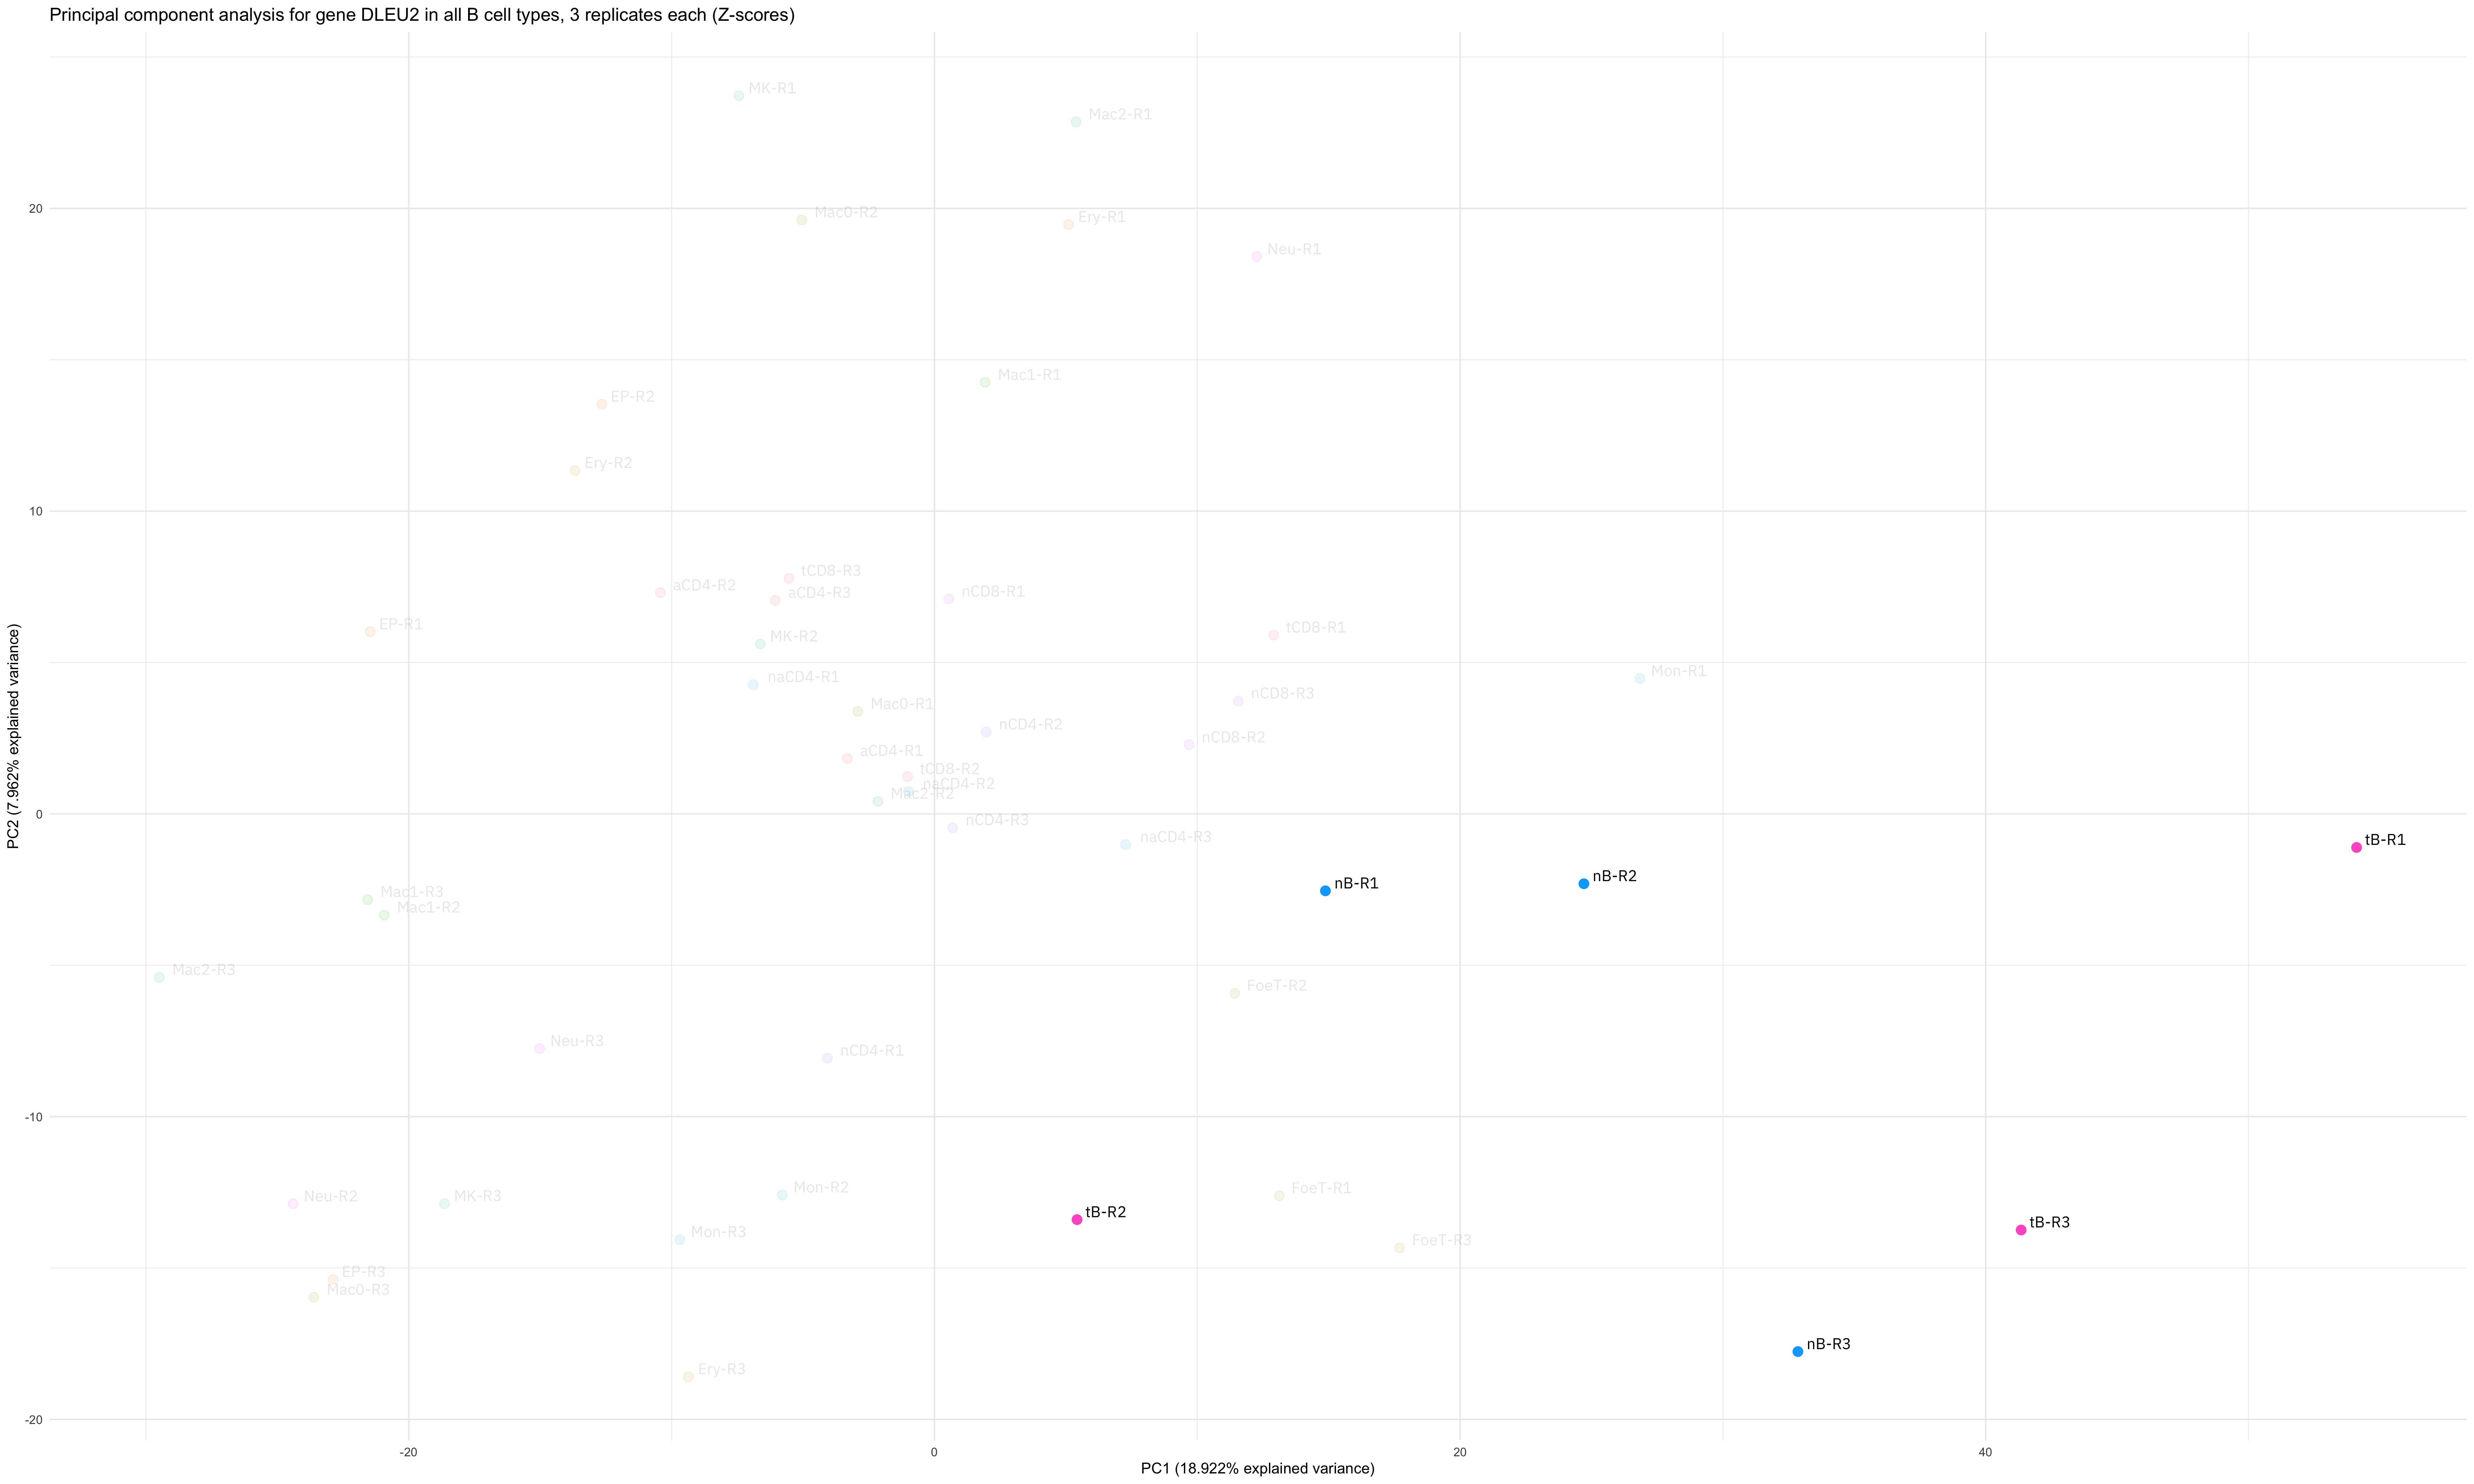 Principal component analysis for gene DLEU2 in all B cell types, 3 replicates each (Z-scores)
MK-R1
Mac2-R1
20
Mac0-R2
Ery-R1
Neu-R1
Mac1-R1
EP-R2
Ery-R2
10
tCD8-R3
aCD4-R2
aCD4-R3
nCD8-R1
EP-R1
tCD8-R1
MK-R2
naCD4-R1
Mon-R1
nCD8-R3
Mac0-R1
nCD4-R2
nCD8-R2
aCD4-R1
tCD8-R2
naCD4-R2
Mac2-R2
0
nCD4-R3
naCD4-R3
tB-R1
nB-R1
nB-R2
Mac1-R3
Mac1-R2
Mac2-R3
FoeT-R2
Neu-R3
nCD4-R1
-10
Neu-R2
MK-R3
Mon-R2
FoeT-R1
tB-R2
tB-R3
Mon-R3
FoeT-R3
EP-R3
Mac0-R3
nB-R3
Ery-R3
-20
PC2 (7.962% explained variance)
-20
0
20
40
PC1 (18.922% explained variance)